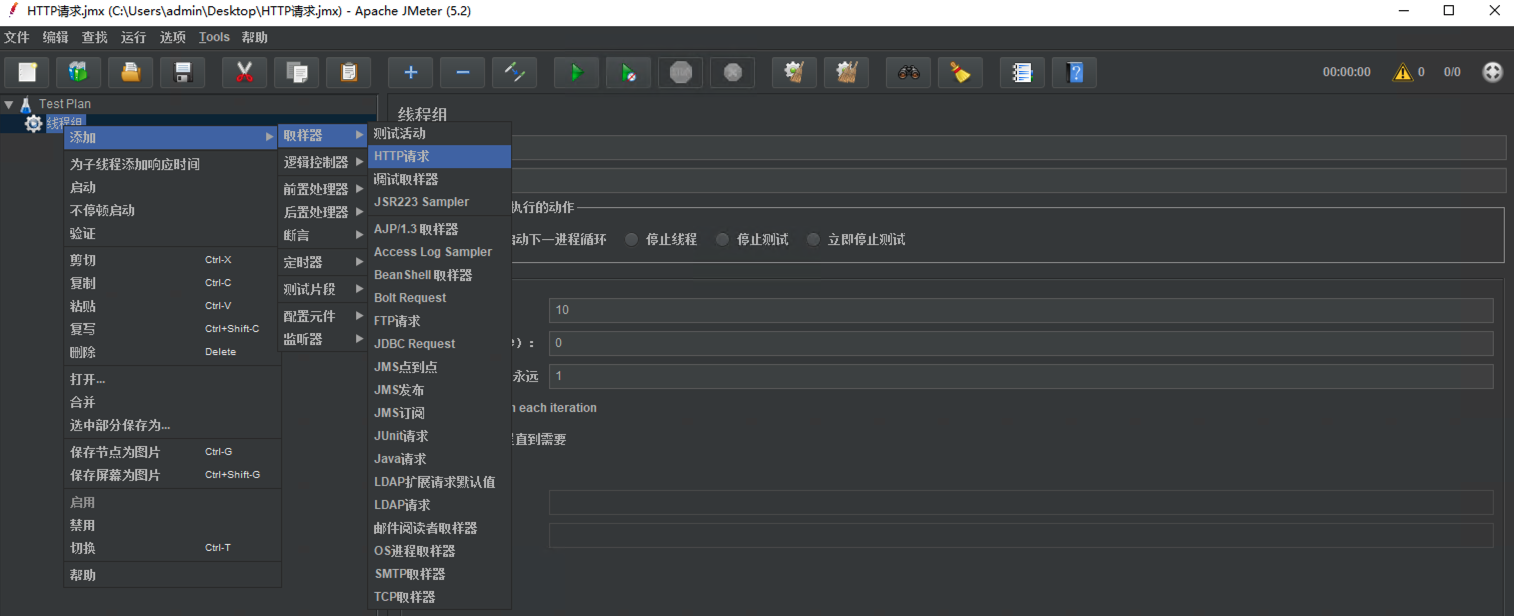 HTTP请求.jmx (C:\Users\admin\Desktop\HTTP请求.jmx) - Apache JMeter (5.2)
文件 编辑 查找 运行 选项 Tools 帮助
00:00:00 0 0/0
Test Plan
线程组
添加
为子线程添加响应时间
启动
不停顿启动
验证
剪切 Ctrl-X
复制 Ctrl-C
粘贴 Ctrl-V
复写 Ctrl+Shift-C
删除 Delete
打开...
合并
选中部分保存为...
保存节点为图片 Ctrl-G
保存屏幕为图片 Ctrl+Shift-G
启用
禁用
切换 Ctrl-T
帮助
取样器
逻辑控制器
前置处理器
后置处理器
断言
定时器
测试片段
配置元件
监听器
测试活动
HTTP请求
调试取样器
JSR223 Sampler
AJP/1.3 取样器
Access Log Sampler
BeanShell 取样器
Bolt Request
FTP请求
JDBC Request
JMS点到点
JMS发布
JMS订阅
JUnit请求
Java请求
LDAP扩展请求默认值
LDAP请求
邮件阅读者取样器
OS进程取样器
SMTP取样器
TCP取样器
线程组
执行的动作
动下一进程循环 停止线程 停止测试 立即停止测试
10
)： 0
永远 1
each iteration
直到需要